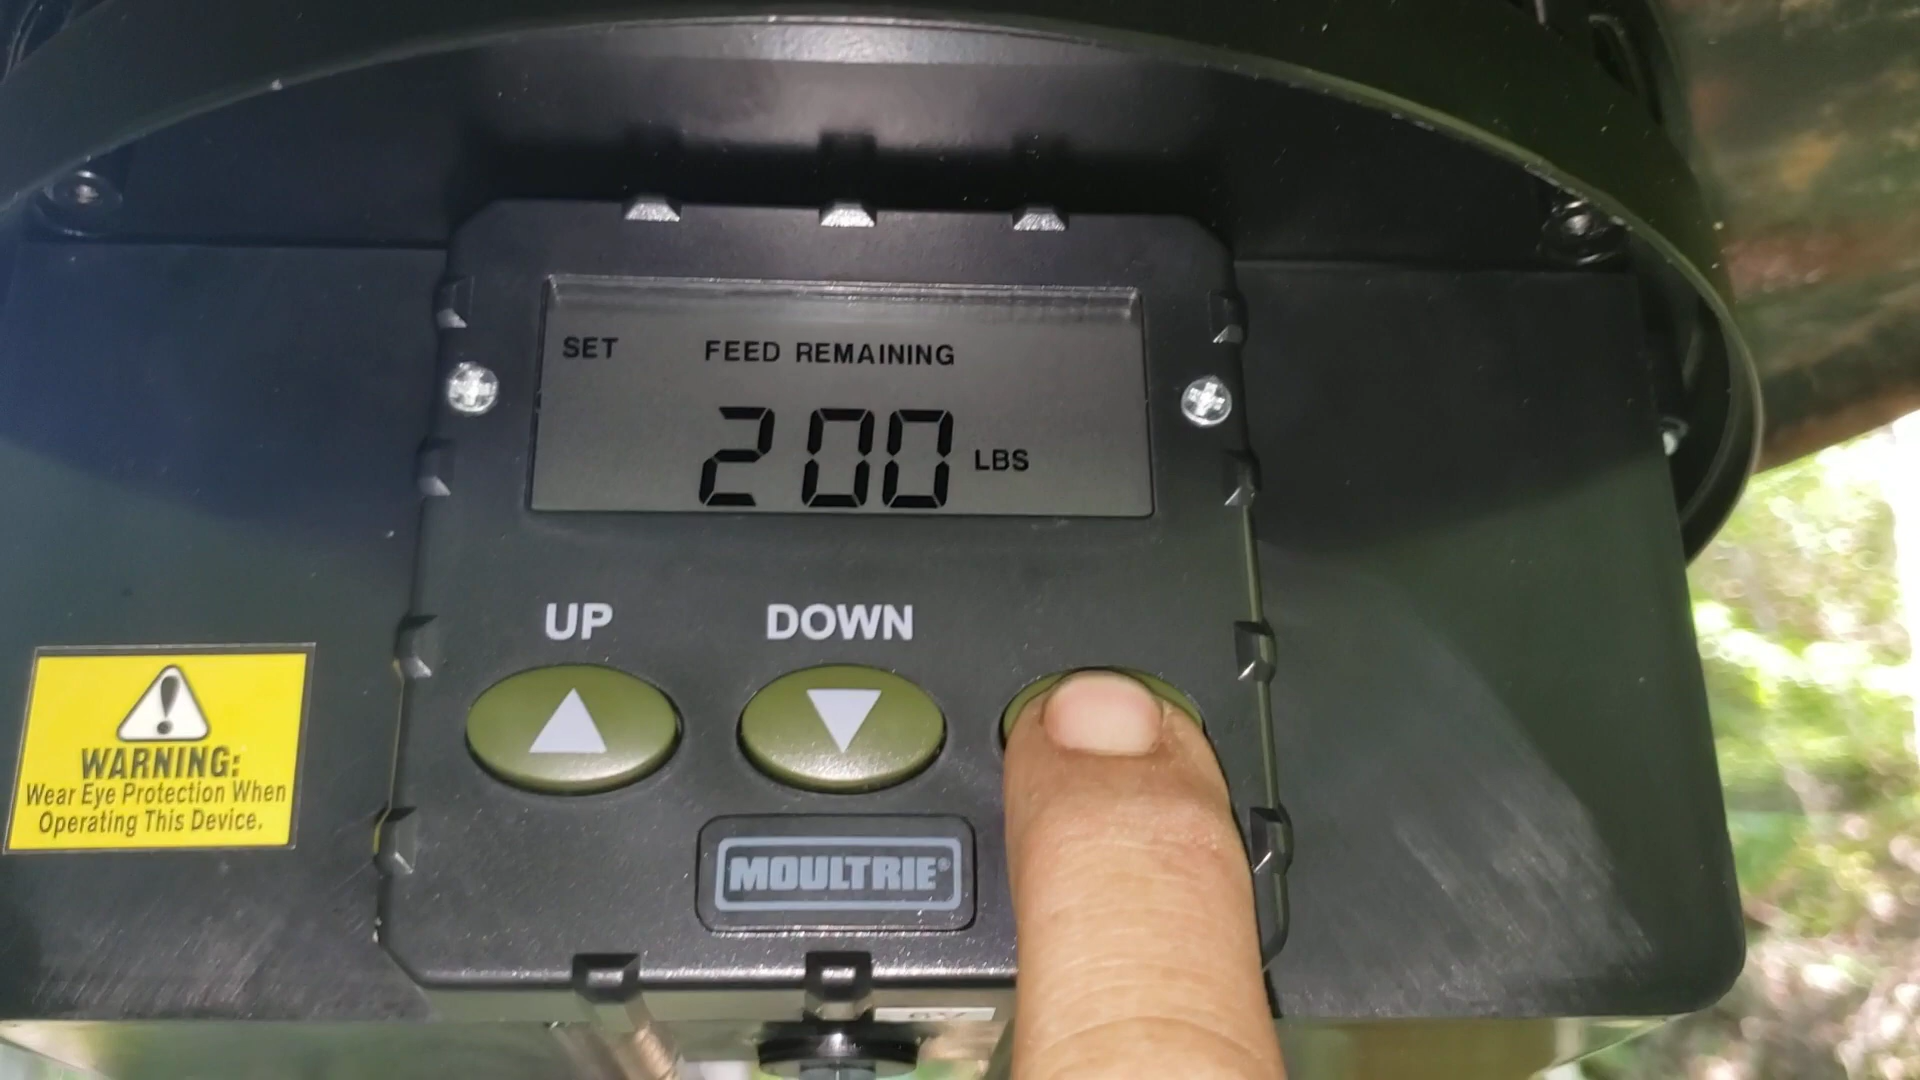 SET FEED REMAINING
200 LBS
UP DOWN
WARNING:
Wear Eye Protection When
Operating This Device.
MOULTRIE®